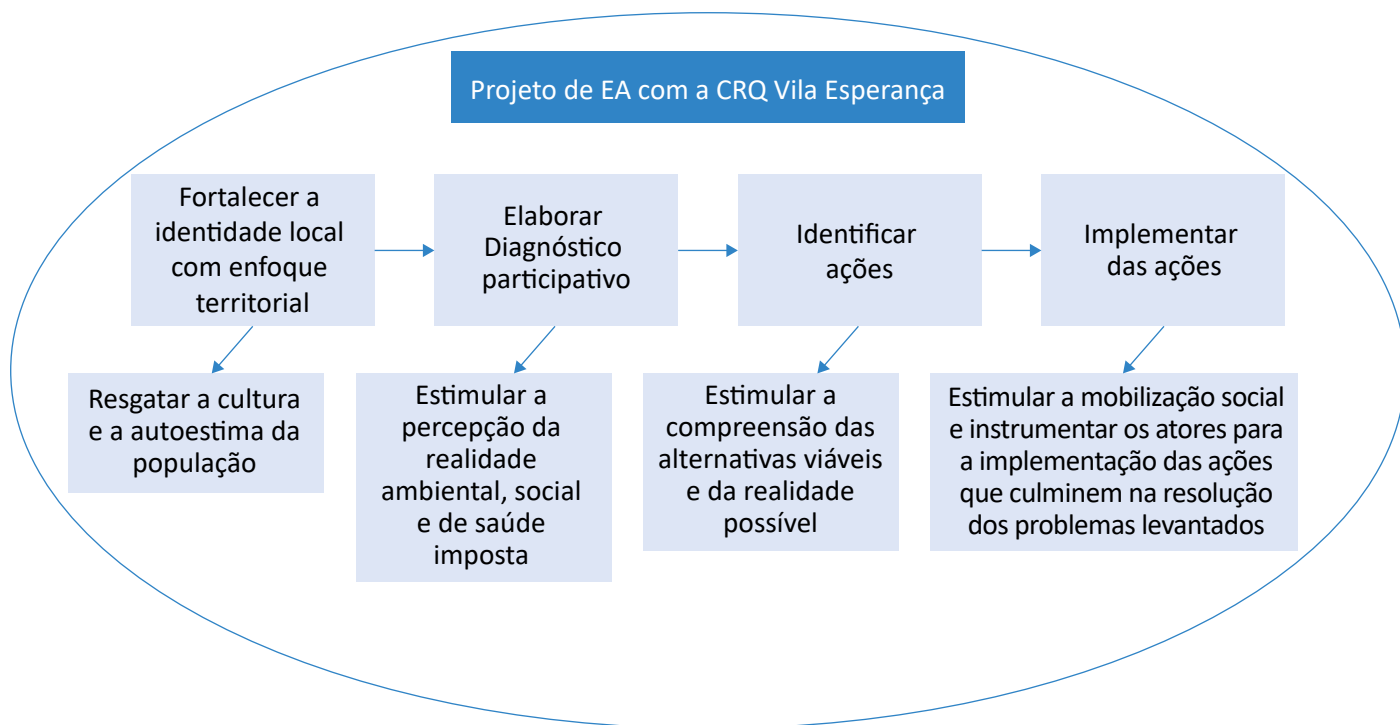 Projeto de EA com a CRQ Vila Esperança
Fortalecer a
identidade local
com enfoque
territorial
Elaborar
Diagnóstico
participativo
Identificar
ações
Implementar
das ações
Resgatar a cultura
e a autoestima da
população
Estimular a
percepção da
realidade
ambiental, social
e de saúde
imposta
Estimular a
compreensão das
alternativas viáveis
e da realidade
possível
Estimular a mobilização social
e instrumentar os atores para
a implementação das ações
que culminem na resolução
dos problemas levantados